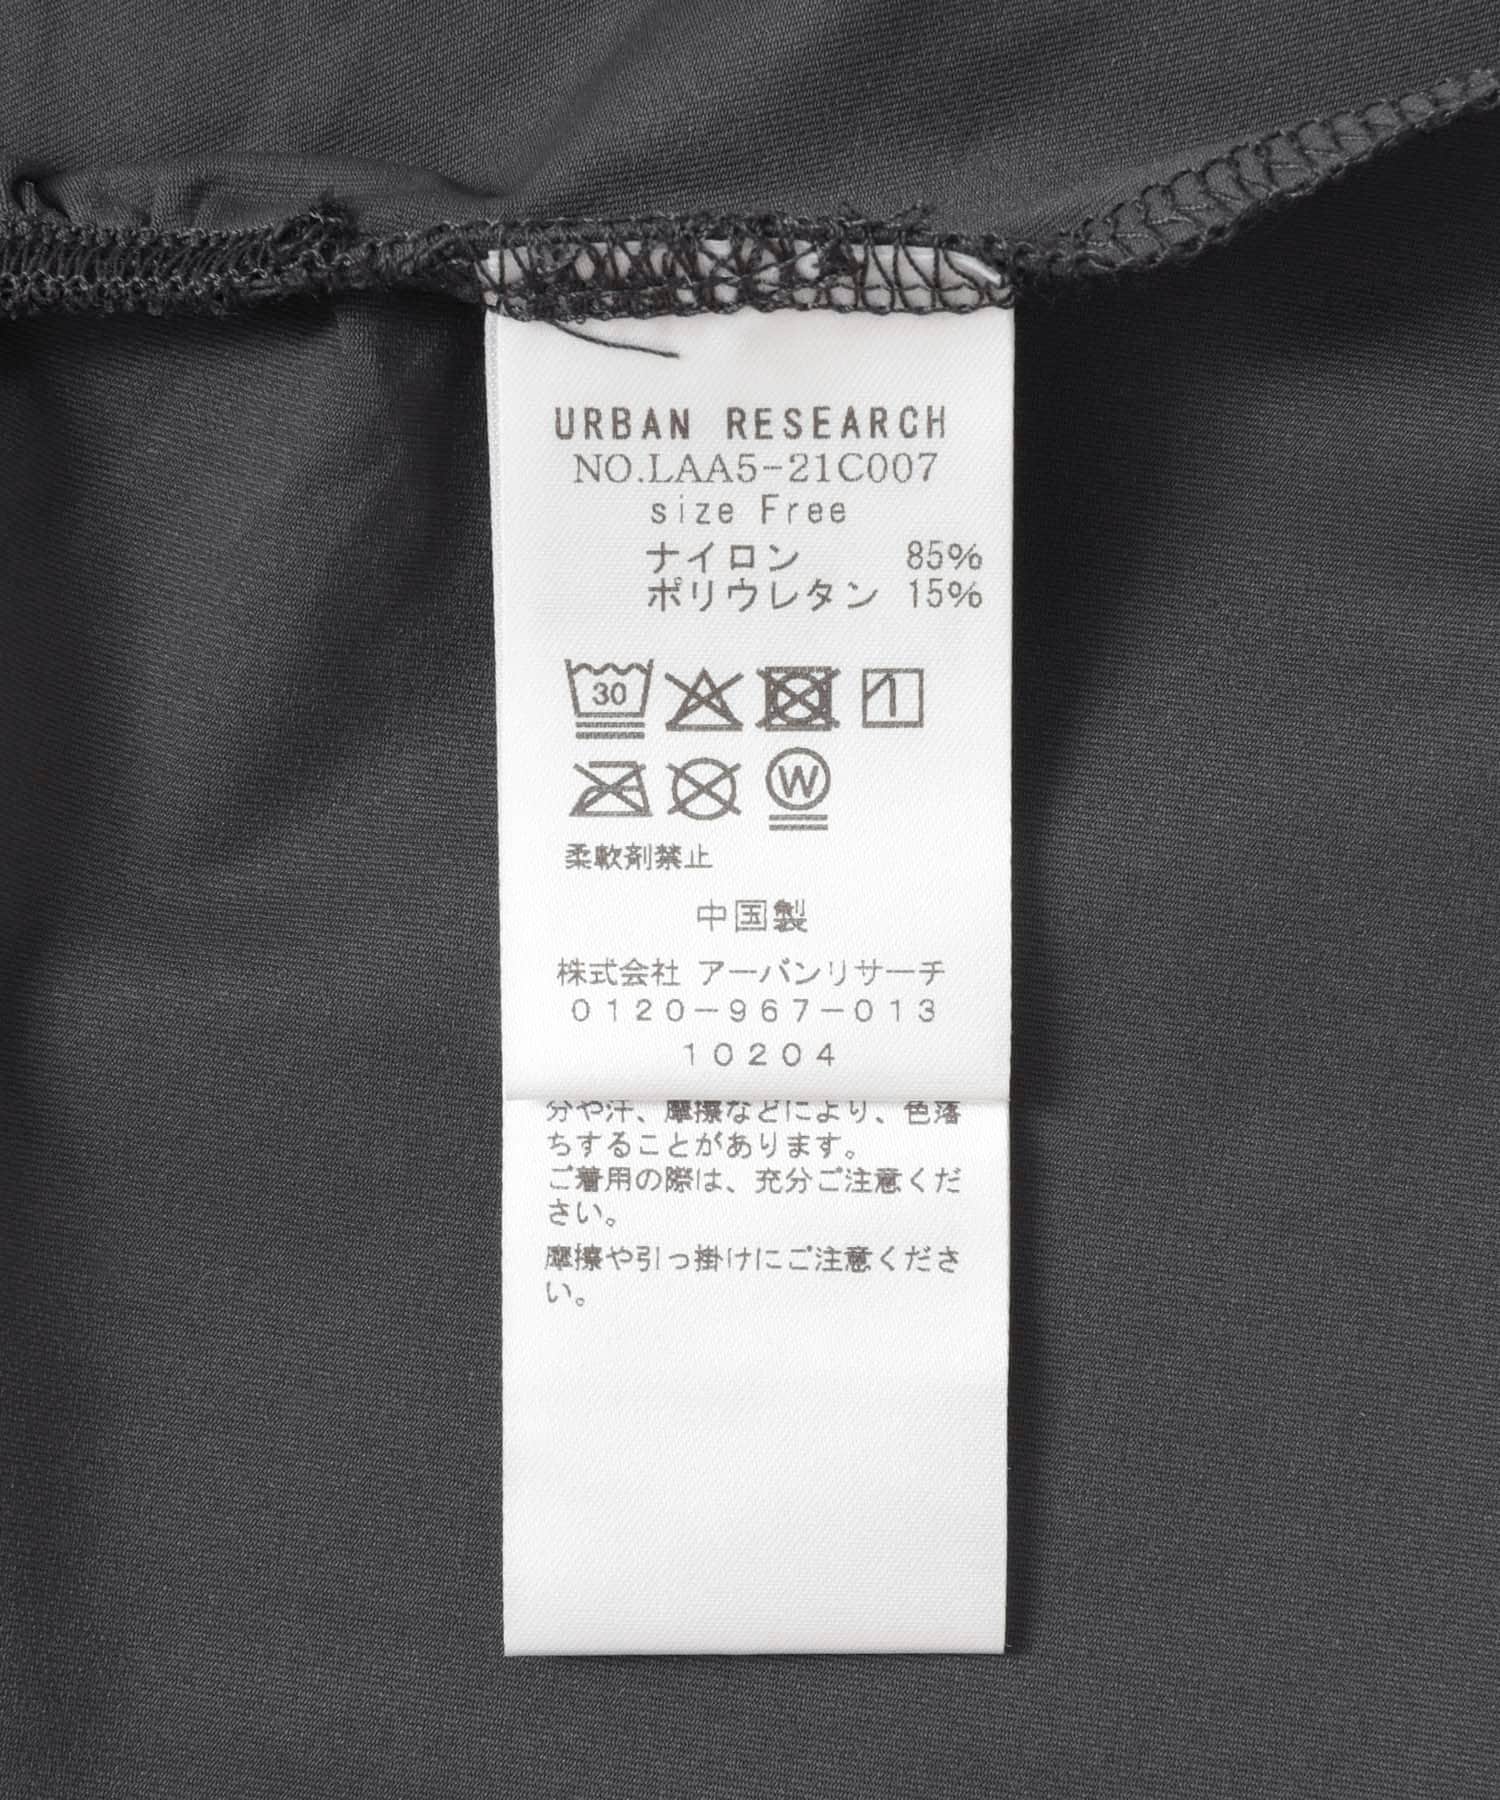 URBAN RESEARCH
NO.LAA5-21C007
size Free
ナイロン 85%
ポリウレタン 15%
30
W
柔軟剤禁止
中国製
株式会社 アーバンリサーチ
0120-967-013
10204
分や汗、摩擦などにより、色落
ちすることがあります。
ご着用の際は、充分ご注意くだ
さい。
摩擦や引っ掛けにご注意くださ
い。